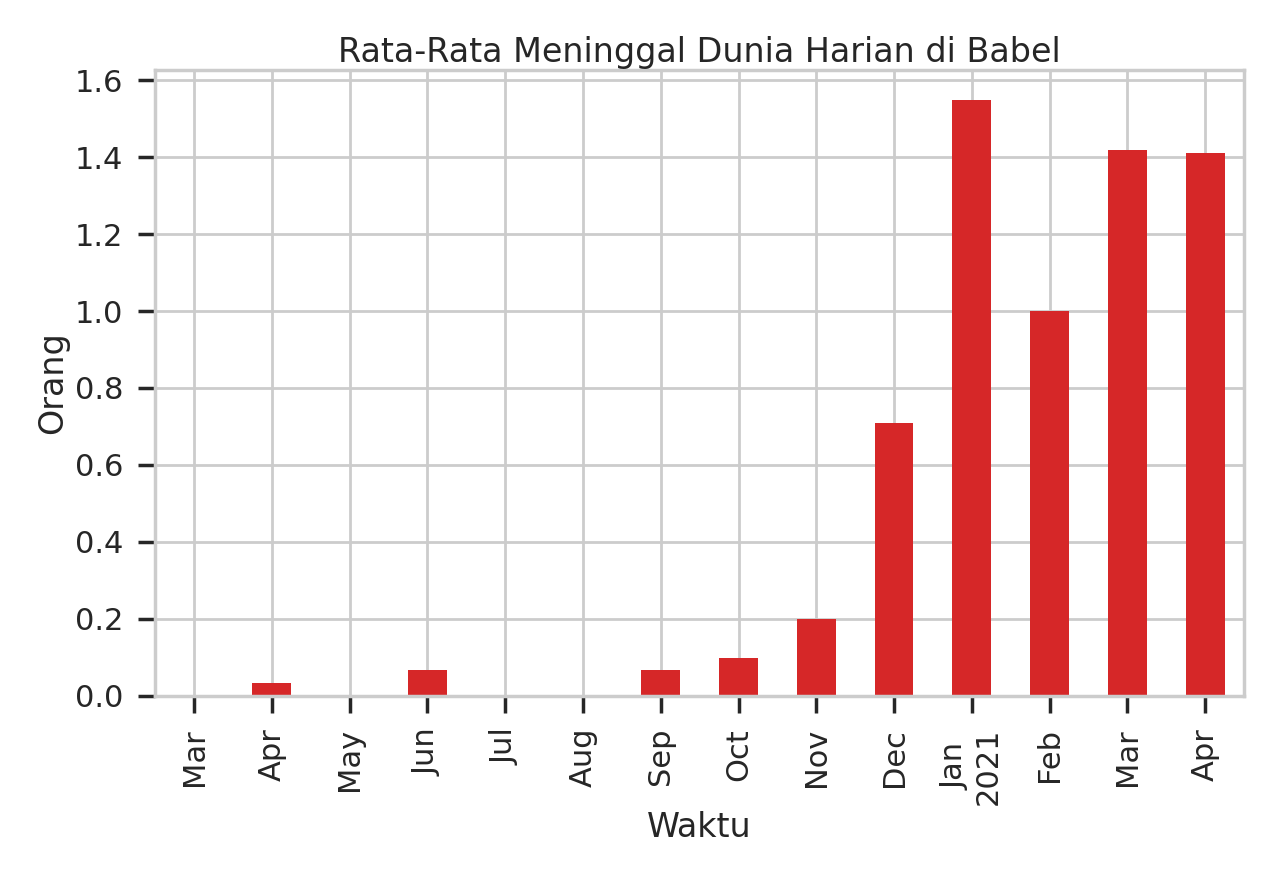 Rata-Rata Meninggal Dunia Harian di Babel
1.6
1.4
1.2
1.0
0.8
0.6
0.4
0.2
0.0
Orang
Mar
Apr
May
Jun
Jul
Aug
Sep
Oct
Nov
Dec
Jan
2021
Feb
Mar
Apr
Waktu